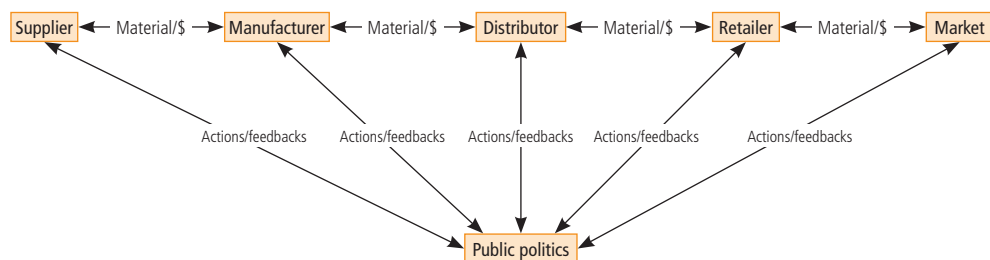 Supplier Material/$ Manufacturer Material/$ Distributor Material/$ Retailer Material/$ Market
Actions/feedbacks Actions/feedbacks Actions/feedbacks Actions/feedbacks Actions/feedbacks
Public politics